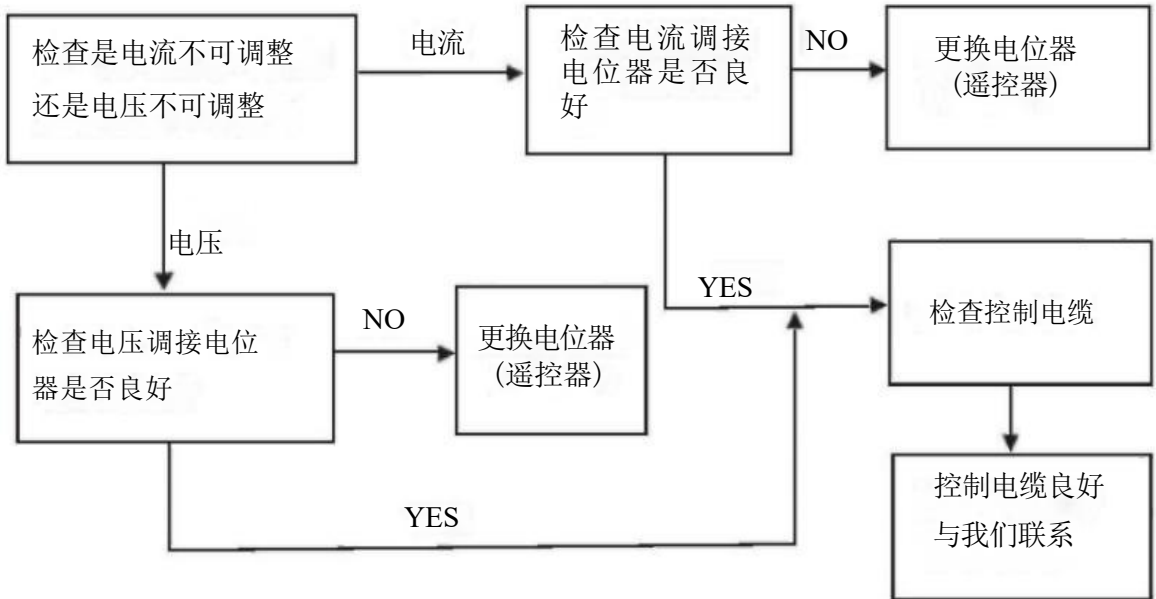 检查是电流不可调整
还是电压不可调整
电流
检查电流调接
电位器是否良
好
NO
更换电位器
(遥控器)
电压
检查电压调接电位
器是否良好
NO
更换电位器
(遥控器)
YES
检查控制电缆
YES
控制电缆良好
与我们联系